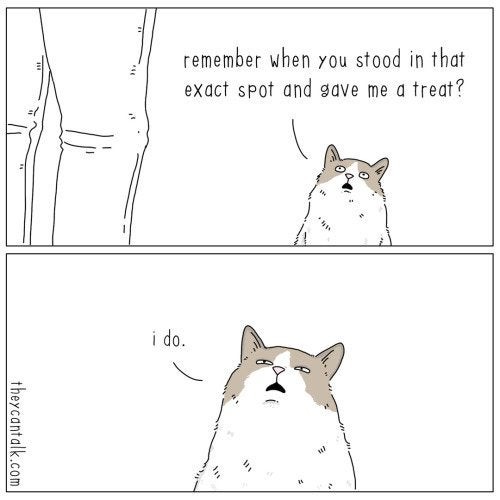 remember when you stood in that
exact spot and gave me a treat?
i do.
theycantalk.com